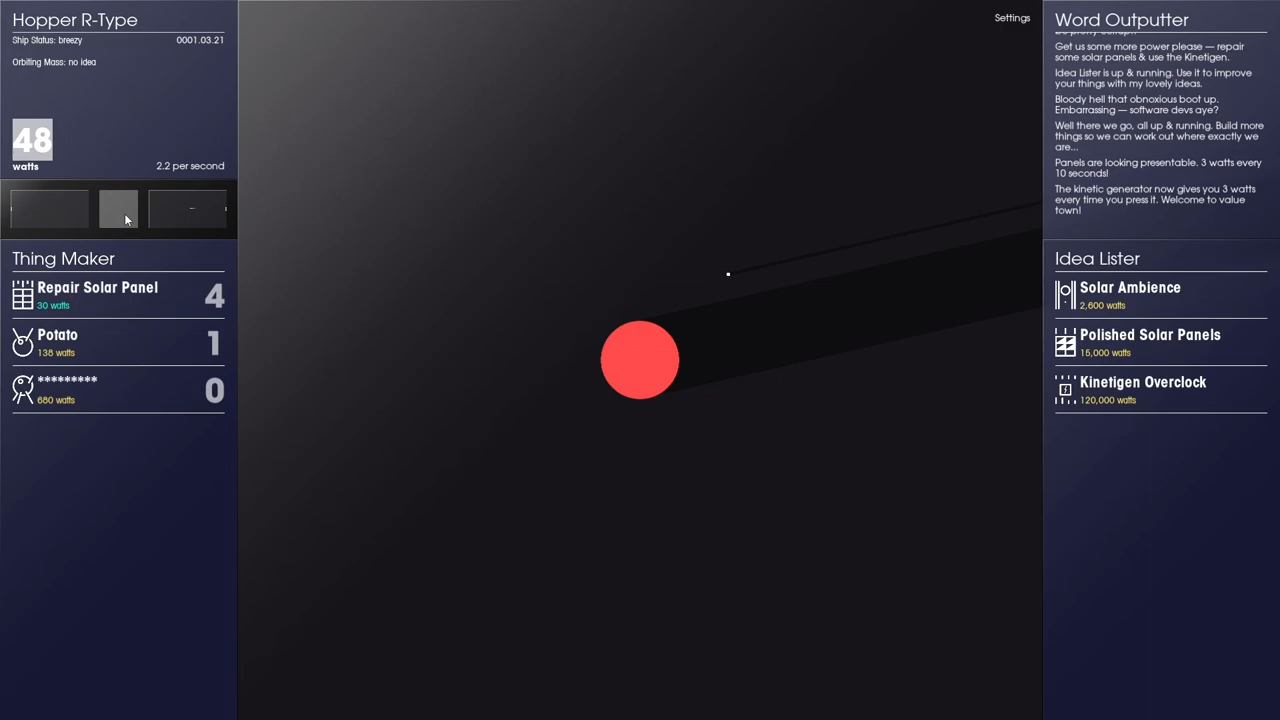 Hopper R-Type
Ship Status: breezy
0001.03.21
Orbiting Mass: no idea
48
watts
2.2 per second
Thing Maker
Repair Solar Panel
30 watts
4
Potato
138 watts
1
*********
680 watts
0
Settings
Word Outputter
Get us some more power please — repair
some solar panels & use the Kinetigen.
Idea Lister is up & running. Use it to improve
your things with my lovely ideas.
Bloody hell that obnoxious boot up.
Embarrassing — software devs aye?
Well there we go, all up & running. Build more
things so we can work out where exactly we
are...
Panels are looking presentable. 3 watts every
10 seconds!
The kinetic generator now gives you 3 watts
every time you press it. Welcome to value
town!
Idea Lister
Solar Ambience
2,600 watts
Polished Solar Panels
15,000 watts
Kinetigen Overclock
120,000 watts